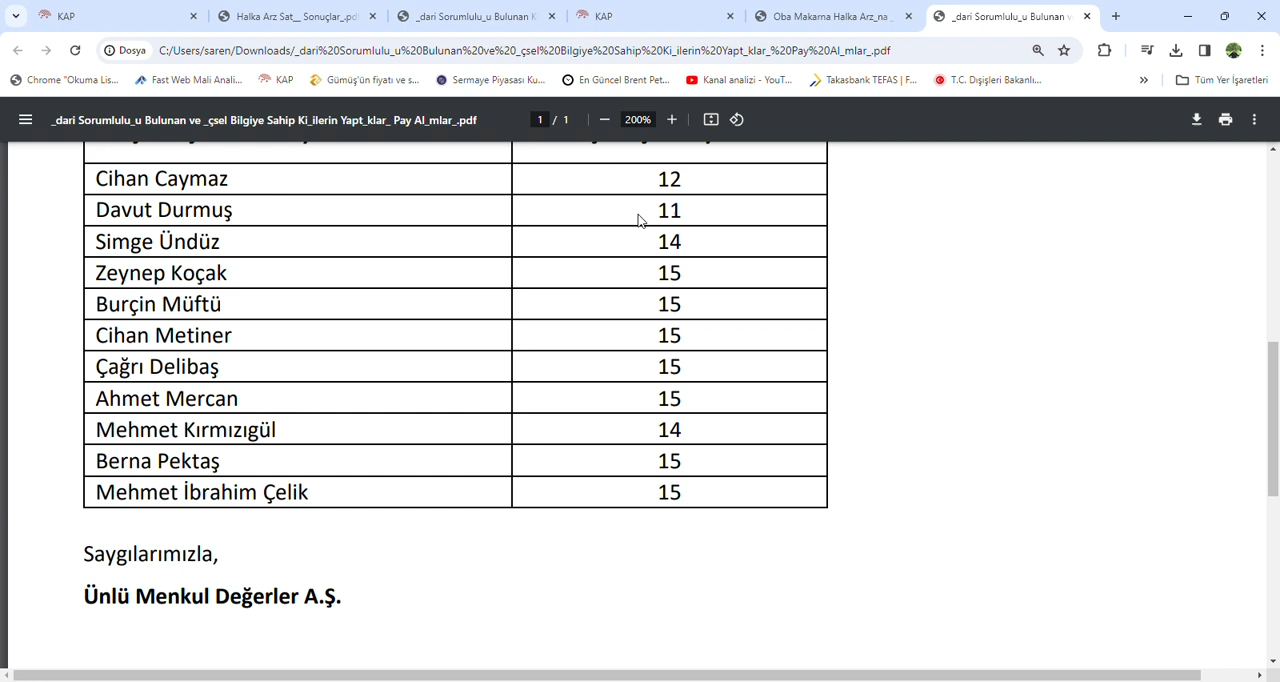 KAP
Halka Arz Sat__ Sonuçlar_.pdf
_dari Sorumlulu_u Bulunan K
KAP
Oba Makarna Halka Arz_na
_dari Sorumlulu_u Bulunan v
Dosya C:/Users/saren/Downloads/_dari%20Sorumlulu_u%20Bulunan%20ve%20_çsel%20Bilgiye%20Sahip%20Ki_ilerin%20Yapt_klar_%20Pay%20Al_mlar_.pdf
Chrome "Okuma Lis... Fast Web Mali Anali... KAP Gümüş'ün fiyatı ve s... Sermaye Piyasası Ku... En Güncel Brent Pet... Kanal analizi - YouT... Takasbank TEFAS | F... T.C. Dışişleri Bakanlı... » Tüm Yer İşaretleri
_dari Sorumlulu_u Bulunan ve _çsel Bilgiye Sahip Ki_ilerin Yapt_klar_ Pay Al_mlar_.pdf 1 / 1 200%
Cihan Caymaz 12
Davut Durmuş 11
Simge Ündüz 14
Zeynep Koçak 15
Burçin Müftü 15
Cihan Metiner 15
Çağrı Delibaş 15
Ahmet Mercan 15
Mehmet Kırmızıgül 14
Berna Pektaş 15
Mehmet İbrahim Çelik 15
Saygılarımızla,
Ünlü Menkul Değerler A.Ş.